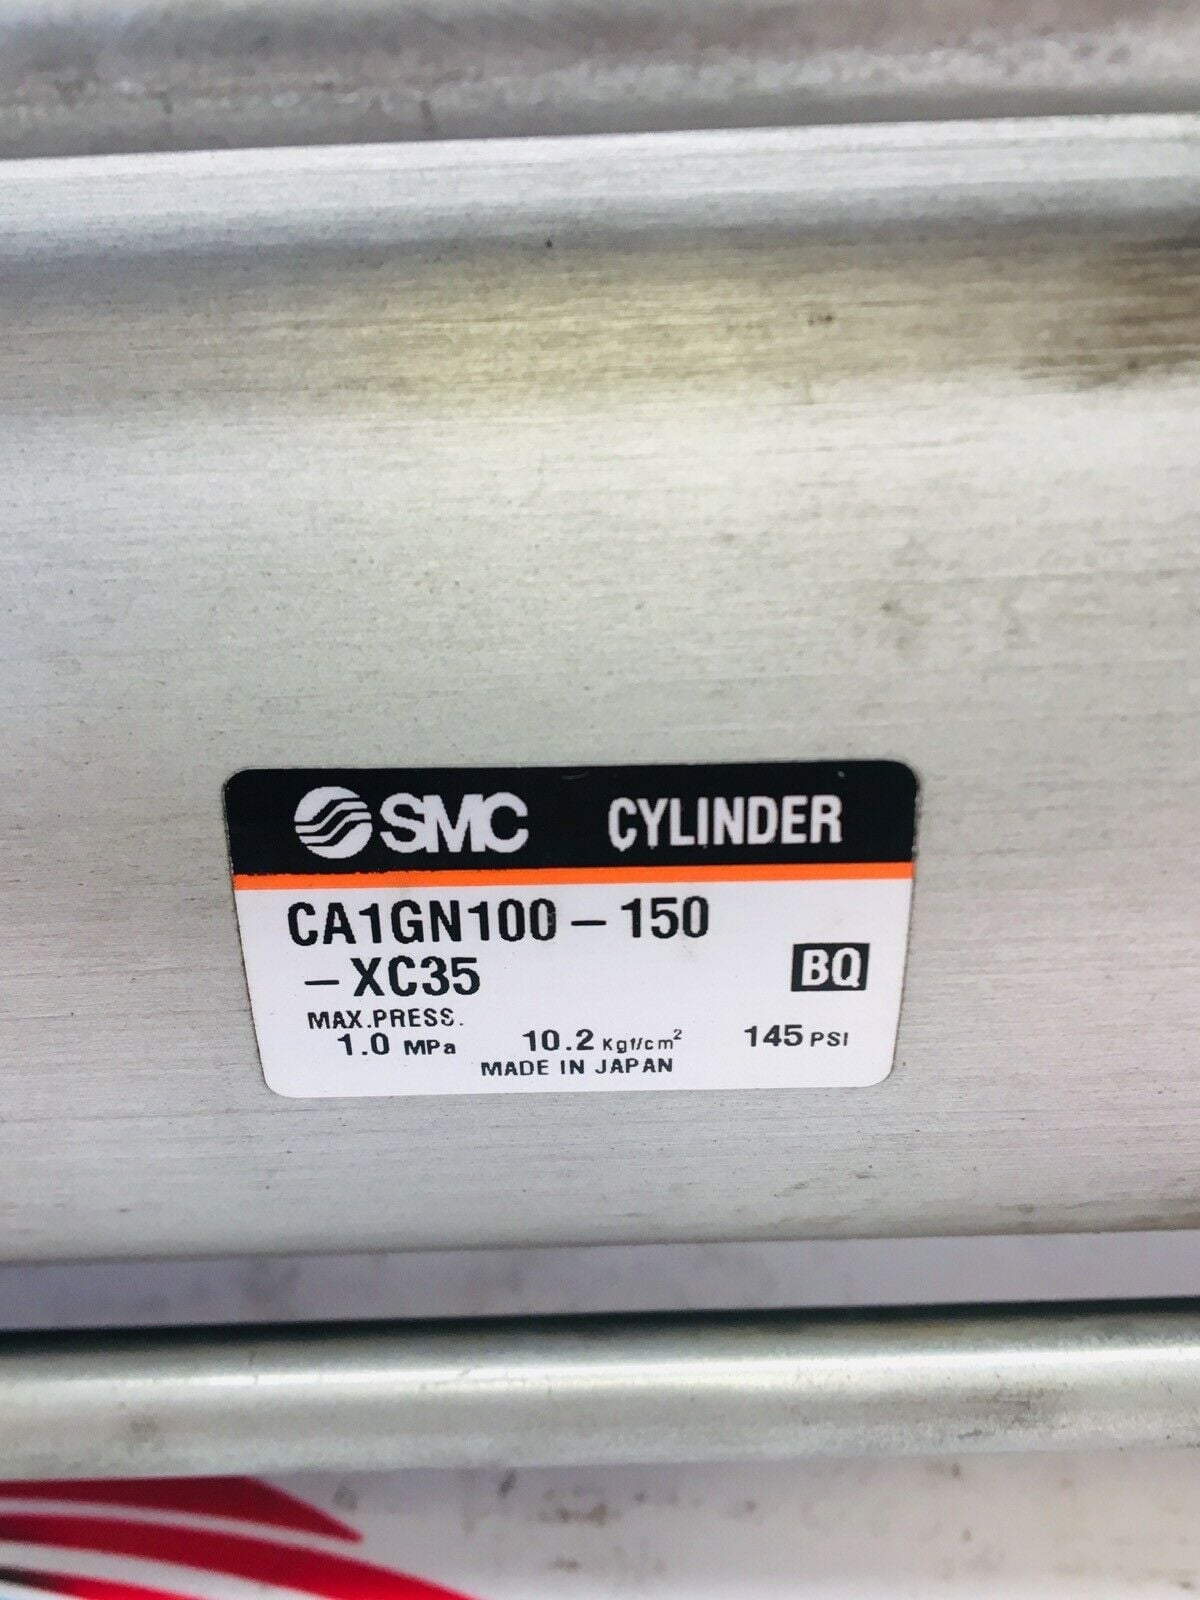 SMC CYLINDER
CA1GN100-150
-XC35
BQ
MAX.PRESS.
1.0 MPa 10.2 Kgf/cm² 145 PSI
MADE IN JAPAN